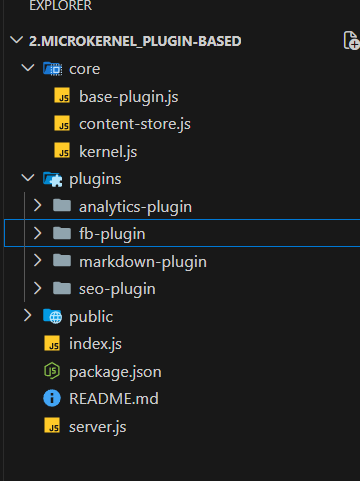 EXPLORER
2.MICROKERNEL_PLUGIN-BASED
core
JS base-plugin.js
JS content-store.js
JS kernel.js
plugins
analytics-plugin
fb-plugin
markdown-plugin
seo-plugin
public
JS index.js
package.json
README.md
JS server.js